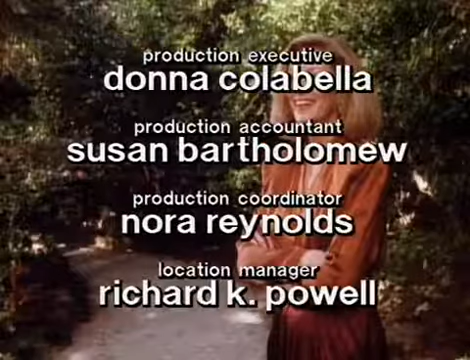 production executive
donna colabella
production accountant
susan bartholomew
production coordinator
nora reynolds
location manager
richard k. powell